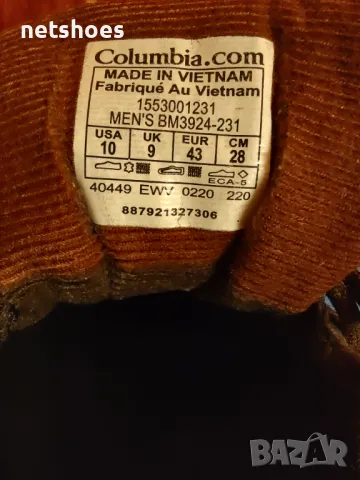 netshoes
Columbia.com
MADE IN VIETNAM
Fabriqué Au Vietnam
1553001231
MEN'S BM3924-231
USA UK EUR CM
10 9 43 28
ECA-5
40449 EWV 0220 220
887921327306
BAZAR